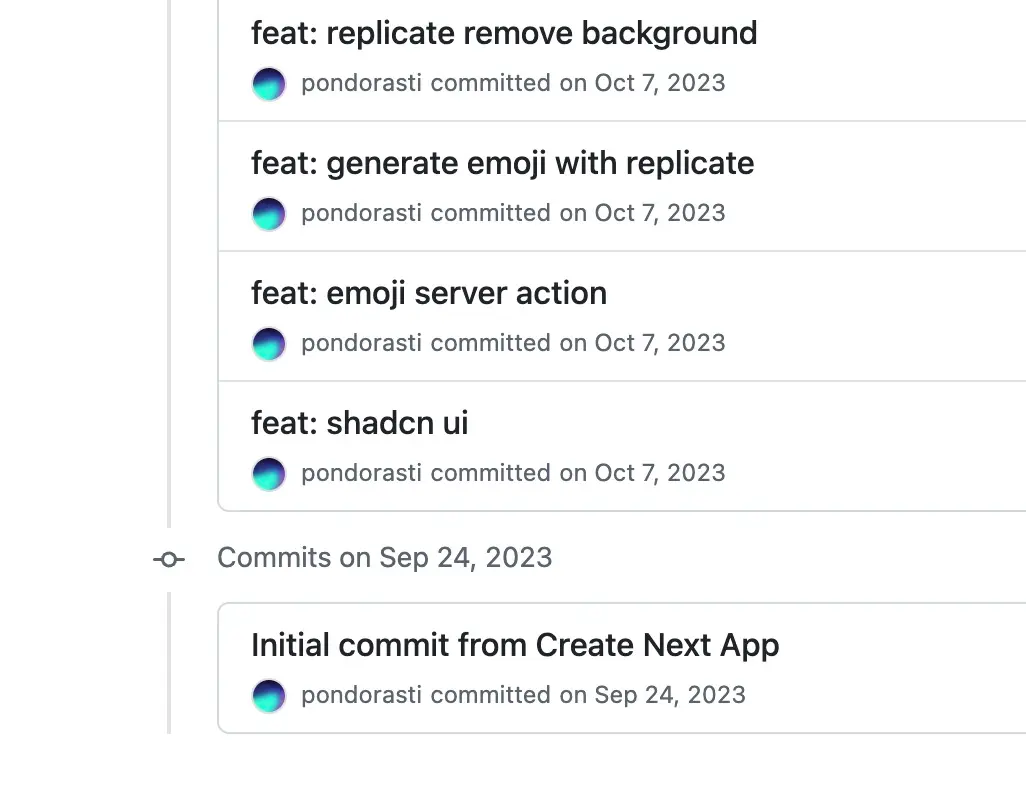 feat: replicate remove background
pondorasti committed on Oct 7, 2023
feat: generate emoji with replicate
pondorasti committed on Oct 7, 2023
feat: emoji server action
pondorasti committed on Oct 7, 2023
feat: shadcn ui
pondorasti committed on Oct 7, 2023
Commits on Sep 24, 2023
Initial commit from Create Next App
pondorasti committed on Sep 24, 2023